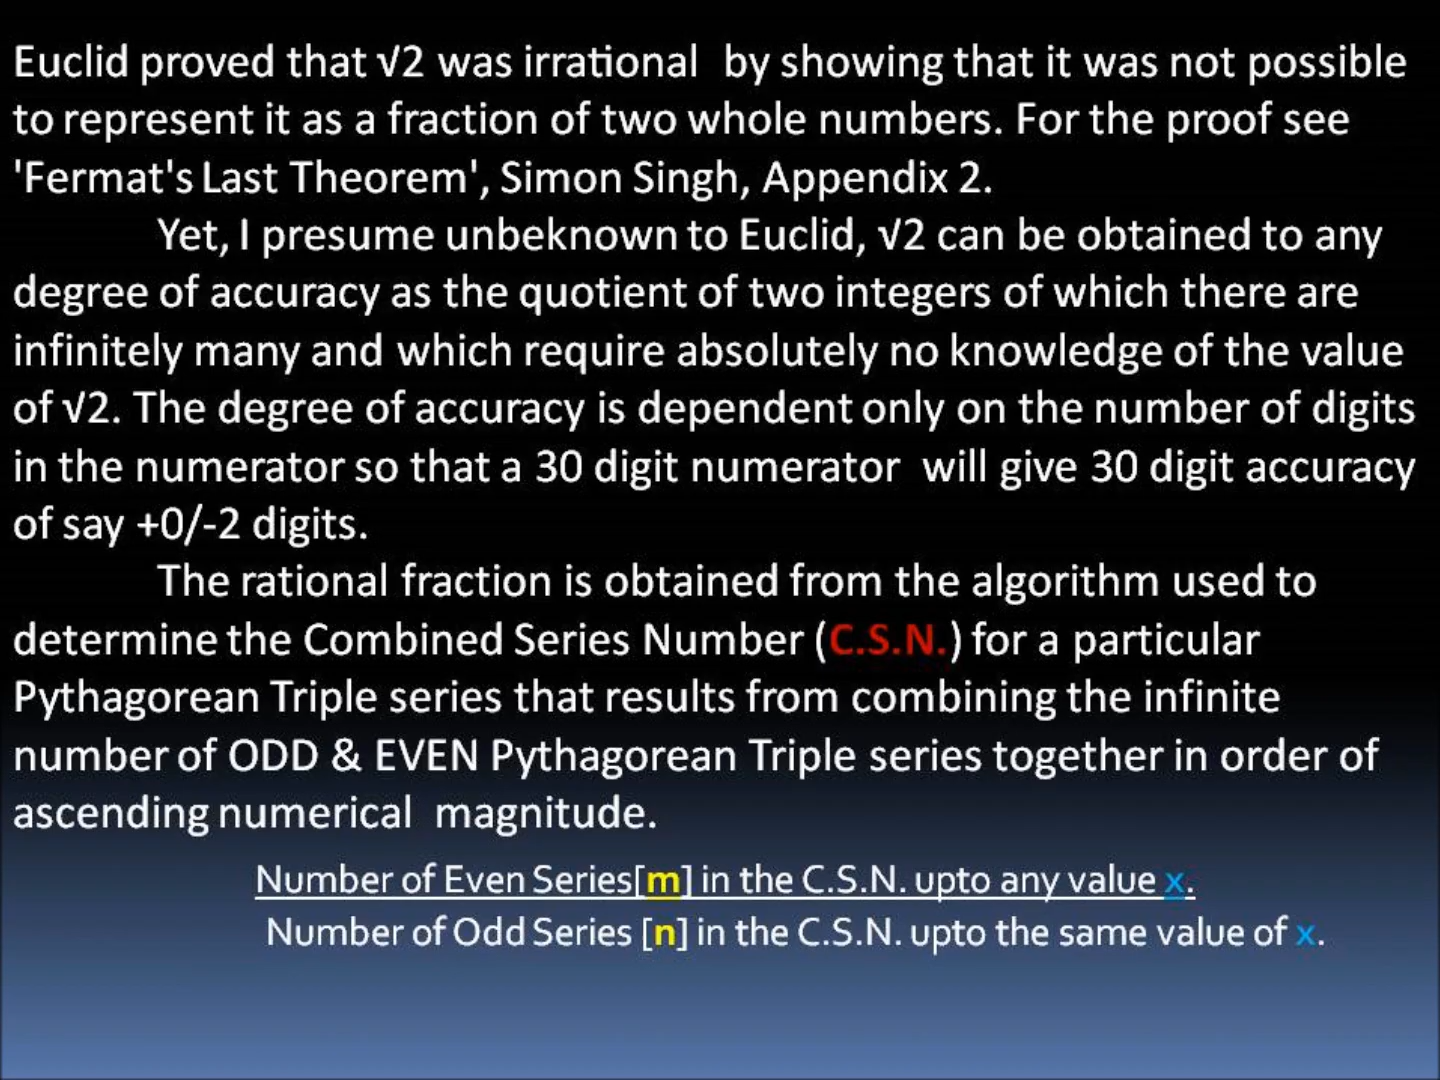 Euclid proved that √2 was irrational by showing that it was not possible
to represent it as a fraction of two whole numbers. For the proof see
'Fermat's Last Theorem', Simon Singh, Appendix 2.
Yet, I presume unbeknown to Euclid, √2 can be obtained to any
degree of accuracy as the quotient of two integers of which there are
infinitely many and which require absolutely no knowledge of the value
of √2. The degree of accuracy is dependent only on the number of digits
in the numerator so that a 30 digit numerator will give 30 digit accuracy
of say +0/-2 digits.
The rational fraction is obtained from the algorithm used to
determine the Combined Series Number (C.S.N.) for a particular
Pythagorean Triple series that results from combining the infinite
number of ODD & EVEN Pythagorean Triple series together in order of
ascending numerical magnitude.
Number of Even Series[m] in the C.S.N. upto any value x.
Number of Odd Series [n] in the C.S.N. upto the same value of x.